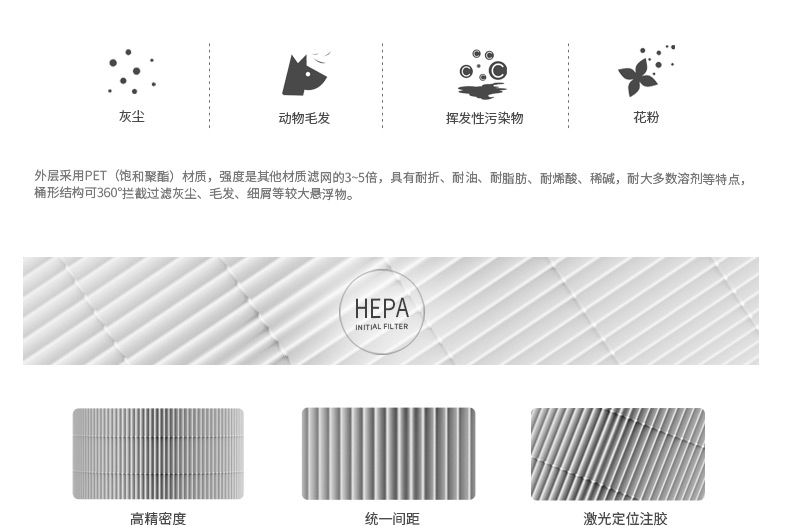 灰尘 动物毛发 挥发性污染物 花粉
外层采用PET（饱和聚酯）材质，强度是其他材质滤网的3~5倍，具有耐折、耐油、耐脂肪、耐烯酸、稀碱，耐大多数溶剂等特点，
桶形结构可360°拦截过滤灰尘、毛发、细屑等较大悬浮物。
HEPA
INITIAL FILTER
高精密度 统一间距 激光定位注胶